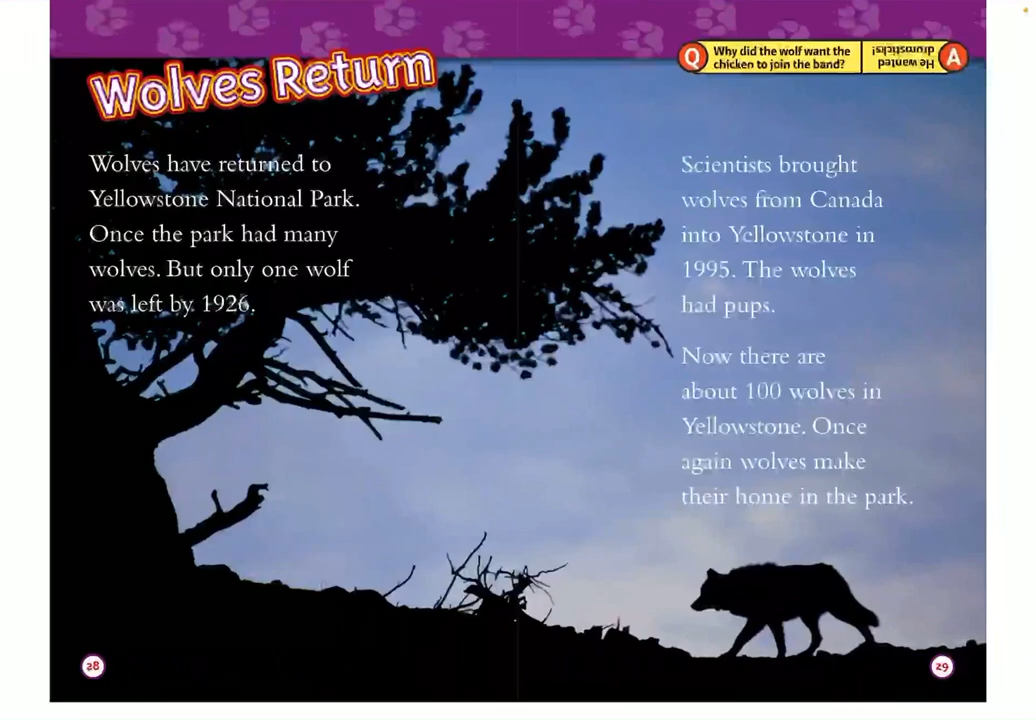 Wolves Return
Wolves have returned to
Yellowstone National Park.
Once the park had many
wolves. But only one wolf
was left by 1926.
28
Q
Why did the wolf want the
chicken to join the band?
He wanted
drumsticks!
A
Scientists brought
wolves from Canada
into Yellowstone in
1995. The wolves
had pups.
Now there are
about 100 wolves in
Yellowstone. Once
again wolves make
their home in the park.
29